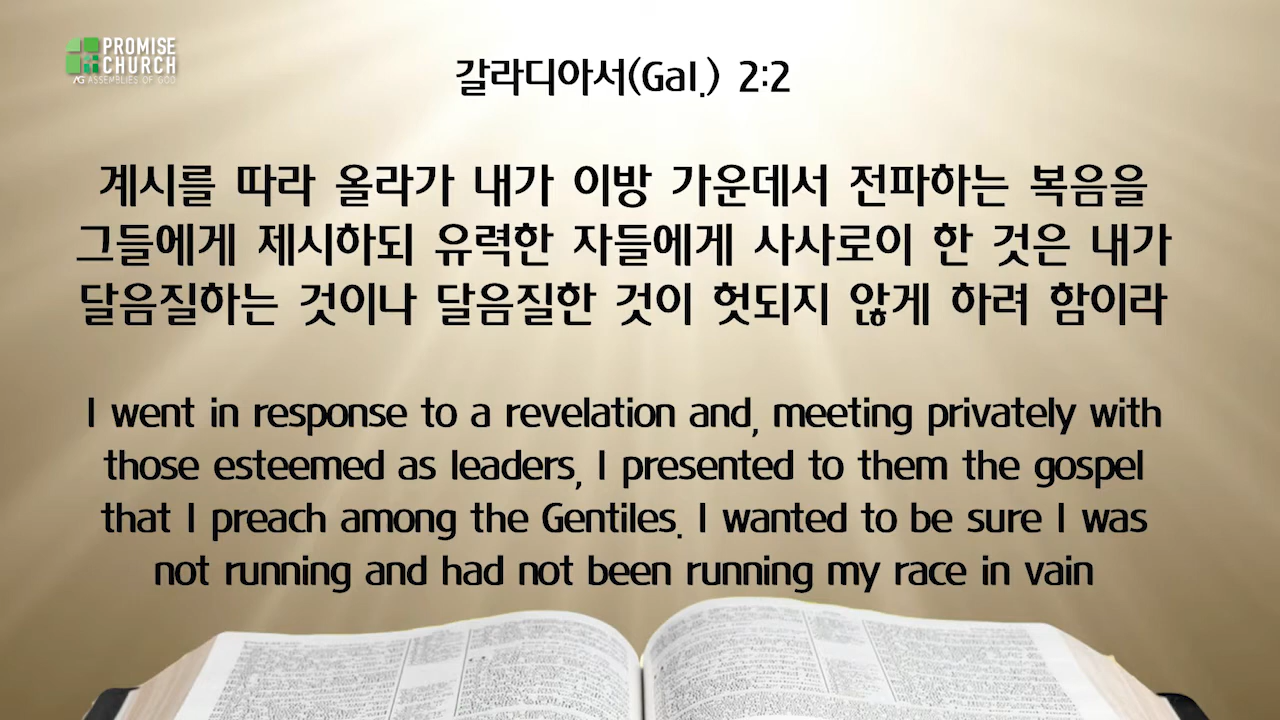 PROMISE
CHURCH
AG ASSEMBLIES OF GOD
갈라디아서(Gal.) 2:2
계시를 따라 올라가 내가 이방 가운데서 전파하는 복음을
그들에게 제시하되 유력한 자들에게 사사로이 한 것은 내가
달음질하는 것이나 달음질한 것이 헛되지 않게 하려 함이라
I went in response to a revelation and, meeting privately with
those esteemed as leaders, I presented to them the gospel
that I preach among the Gentiles. I wanted to be sure I was
not running and had not been running my race in vain